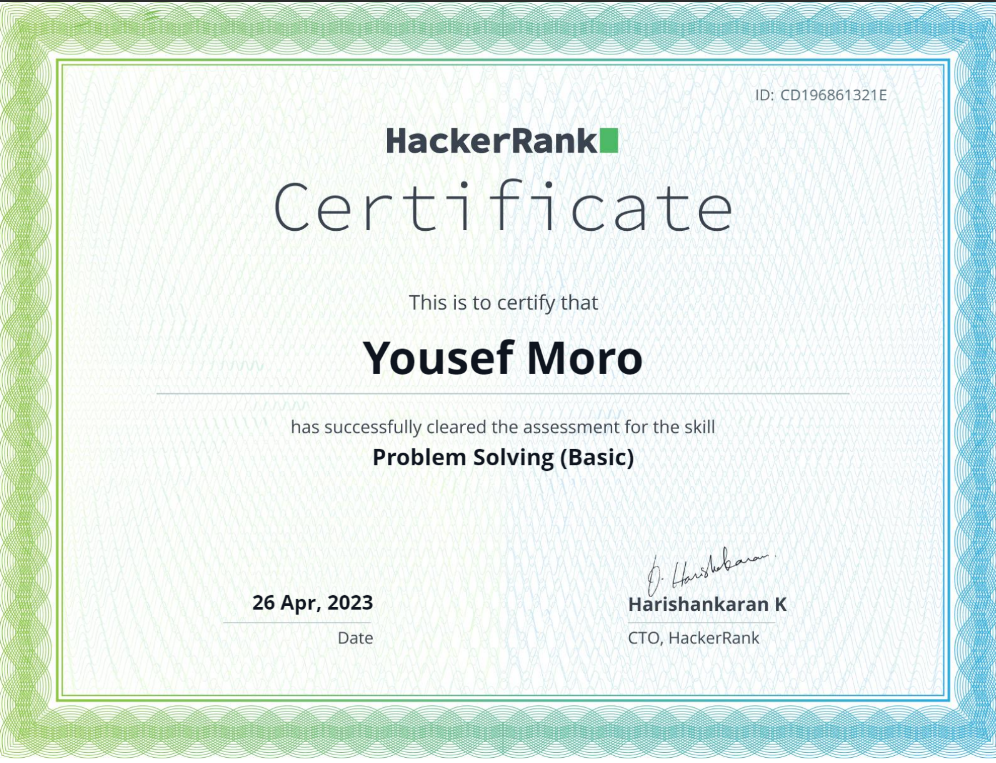 ID: CD196861321E
HackerRank
Certificate
This is to certify that
Yousef Moro
has successfully cleared the assessment for the skill
Problem Solving (Basic)
D. Harishankaran.
26 Apr, 2023
Harishankaran K
Date
CTO, HackerRank